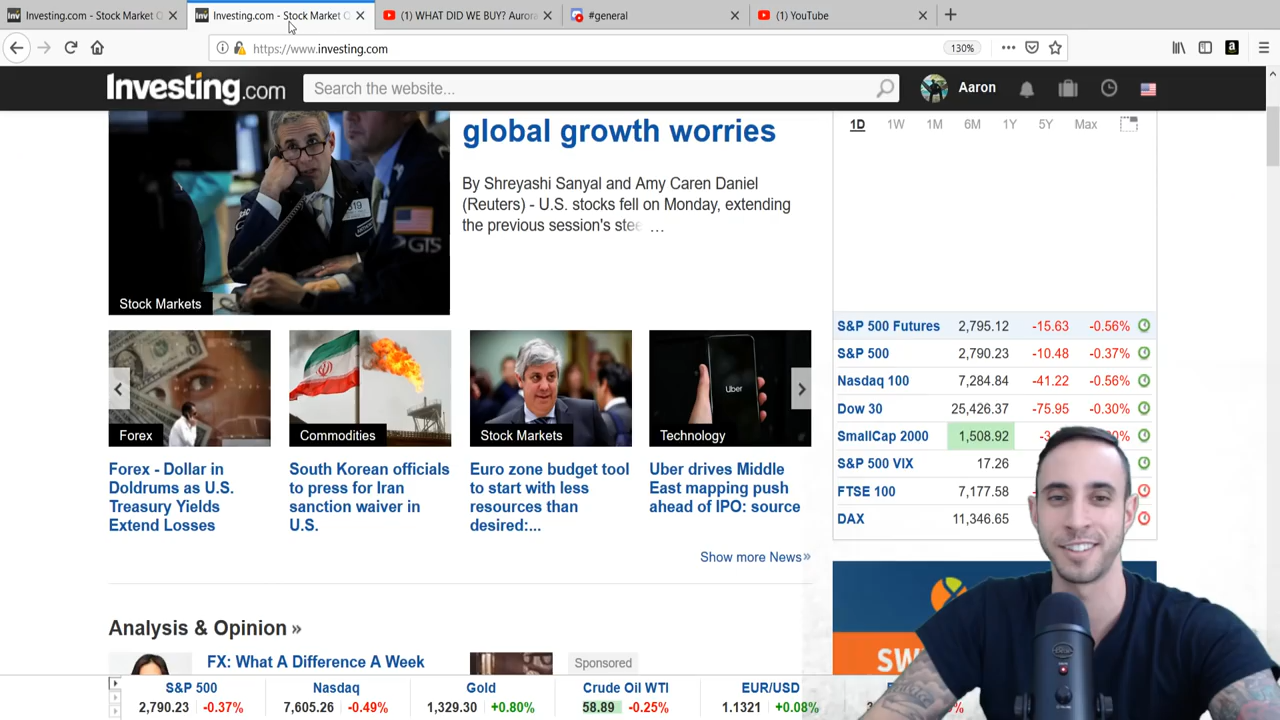 Investing.com - Stock Market Q
Investing.com - Stock Market Q
(1) WHAT DID WE BUY? Aurora
#general
(1) YouTube
https://www.investing.com
130%
Investing.com
Search the website...
Aaron
global growth worries
By Shreyashi Sanyal and Amy Caren Daniel
(Reuters) - U.S. stocks fell on Monday, extending
the previous session's stee ...
GTS
Stock Markets
1D 1W 1M 6M 1Y 5Y Max
S&P 500 Futures 2,795.12 -15.63 -0.56%
S&P 500 2,790.23 -10.48 -0.37%
Nasdaq 100 7,284.84 -41.22 -0.56%
Dow 30 25,426.37 -75.95 -0.30%
SmallCap 2000 1,508.92
S&P 500 VIX 17.26
FTSE 100 7,177.58
DAX 11,346.65
Uber
Forex
Commodities
Stock Markets
Technology
Forex - Dollar in
Doldrums as U.S.
Treasury Yields
Extend Losses
South Korean officials
to press for Iran
sanction waiver in
U.S.
Euro zone budget tool
to start with less
resources than
desired:...
Uber drives Middle
East mapping push
ahead of IPO: source
Show more News»
Analysis & Opinion »
FX: What A Difference A Week
Sponsored
SW
S&P 500
2,790.23 -0.37%
Nasdaq
7,605.26 -0.49%
Gold
1,329.30 +0.80%
Crude Oil WTI
58.89 -0.25%
EUR/USD
1.1321 +0.08%